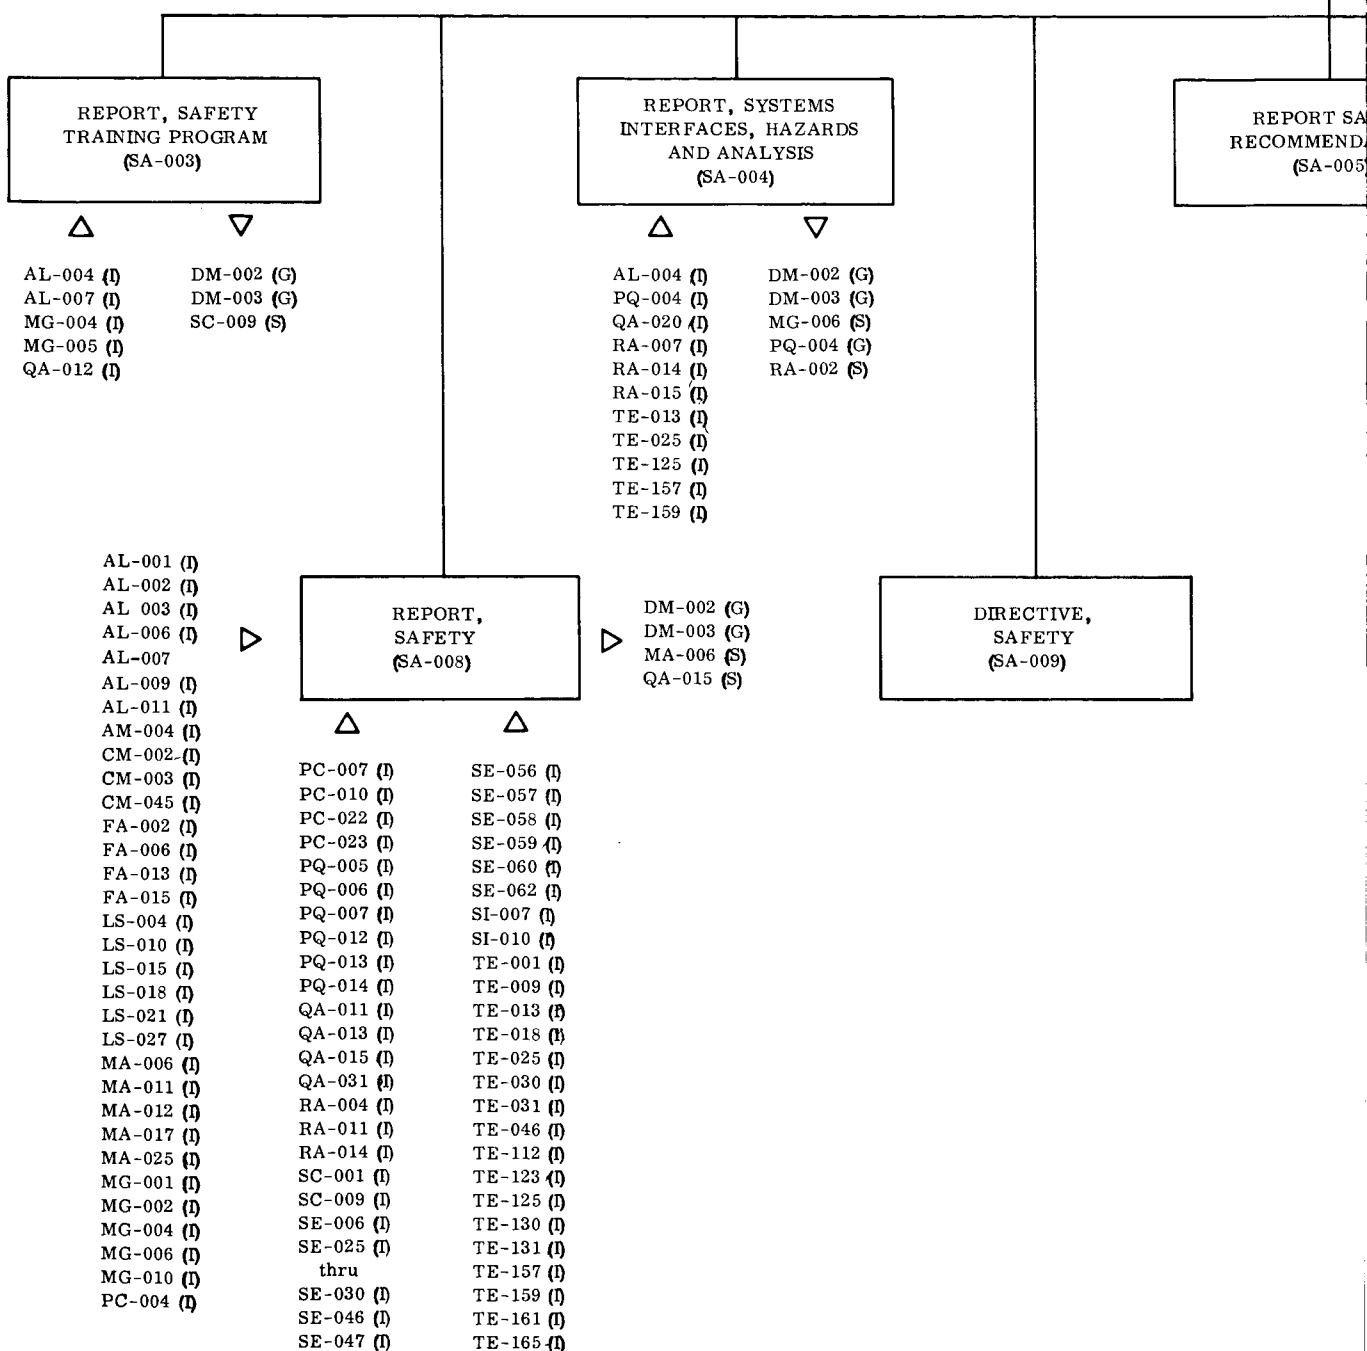 REPORT, SAFETY
TRAINING PROGRAM
(SA-003)
AL-004 (I)
AL-007 (I)
MG-004 (I)
MG-005 (I)
QA-012 (I)
DM-002 (G)
DM-003 (G)
SC-009 (S)
REPORT, SYSTEMS
INTERFACES, HAZARDS
AND ANALYSIS
(SA-004)
AL-004 (I)
PQ-004 (I)
QA-020 (I)
RA-007 (I)
RA-014 (I)
RA-015 (I)
TE-013 (I)
TE-025 (I)
TE-125 (I)
TE-157 (I)
TE-159 (I)
DM-002 (G)
DM-003 (G)
MG-006 (S)
PQ-004 (G)
RA-002 (S)
REPORT SA
RECOMMENDA
(SA-005)
AL-001 (I)
AL-002 (I)
AL 003 (I)
AL-006 (I)
AL-007
AL-009 (I)
AL-011 (I)
AM-004 (I)
CM-002 (I)
CM-003 (I)
CM-045 (I)
FA-002 (I)
FA-006 (I)
FA-013 (I)
FA-015 (I)
LS-004 (I)
LS-010 (I)
LS-015 (I)
LS-018 (I)
LS-021 (I)
LS-027 (I)
MA-006 (I)
MA-011 (I)
MA-012 (I)
MA-017 (I)
MA-025 (I)
MG-001 (I)
MG-002 (I)
MG-004 (I)
MG-006 (I)
MG-010 (I)
PC-004 (I)
REPORT,
SAFETY
(SA-008)
PC-007 (I)
PC-010 (I)
PC-022 (I)
PC-023 (I)
PQ-005 (I)
PQ-006 (I)
PQ-007 (I)
PQ-012 (I)
PQ-013 (I)
PQ-014 (I)
QA-011 (I)
QA-013 (I)
QA-015 (I)
QA-031 (I)
RA-004 (I)
RA-011 (I)
RA-014 (I)
SC-001 (I)
SC-009 (I)
SE-006 (I)
SE-025 (I)
thru
SE-030 (I)
SE-046 (I)
SE-047 (I)
SE-056 (I)
SE-057 (I)
SE-058 (I)
SE-059 (I)
SE-060 (I)
SE-062 (I)
SI-007 (I)
SI-010 (I)
TE-001 (I)
TE-009 (I)
TE-013 (I)
TE-018 (I)
TE-025 (I)
TE-030 (I)
TE-031 (I)
TE-046 (I)
TE-112 (I)
TE-123 (I)
TE-125 (I)
TE-130 (I)
TE-131 (I)
TE-157 (I)
TE-159 (I)
TE-161 (I)
TE-165 (I)
DM-002 (G)
DM-003 (G)
MA-006 (S)
QA-015 (S)
DIRECTIVE,
SAFETY
(SA-009)